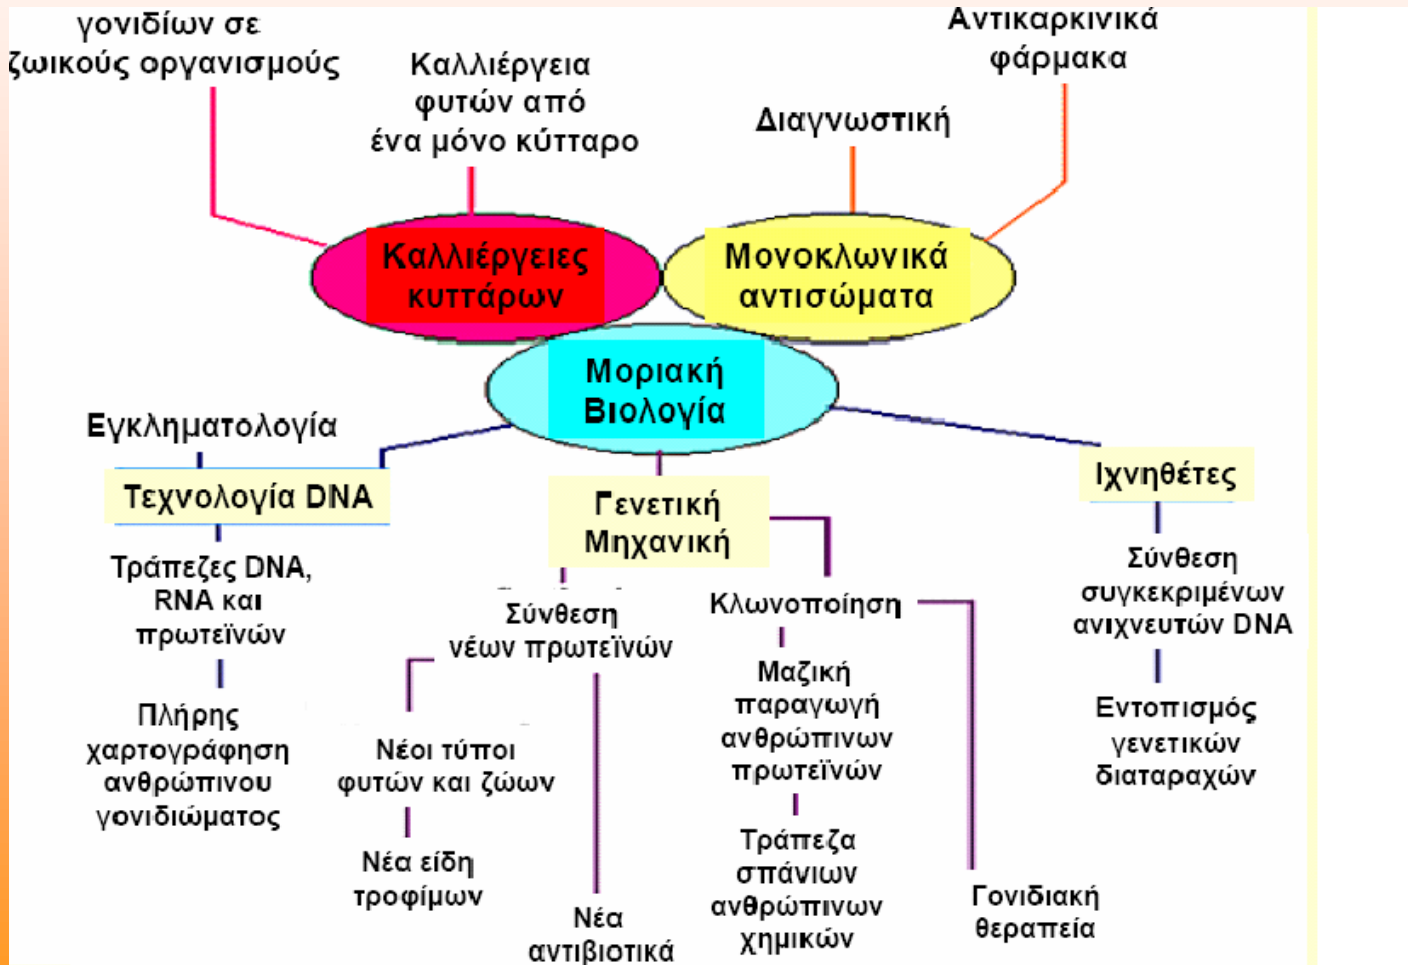 γονιδίων σε
ζωικούς οργανισμούς
Καλλιέργεια
φυτών από
ένα μόνο κύτταρο
Διαγνωστική
Αντικαρκινικά
φάρμακα
Καλλιέργειες
κυττάρων
Μονοκλωνικά
αντισώματα
Μοριακή
Βιολογία
Εγκληματολογία
Τεχνολογία DNA
Τράπεζες DNA,
RNA και
πρωτεϊνών
Πλήρης
χαρτογράφηση
ανθρώπινου
γονιδιώματος
Γενετική
Μηχανική
Σύνθεση
νέων πρωτεϊνών
Νέοι τύποι
φυτών και ζώων
Νέα είδη
τροφίμων
Νέα
αντιβιοτικά
Κλωνοποίηση
Μαζική
παραγωγή
ανθρώπινων
πρωτεϊνών
Τράπεζα
σπάνιων
ανθρώπινων
χημικών
Γονιδιακή
θεραπεία
Ιχνηθέτες
Σύνθεση
συγκεκριμένων
ανιχνευτών DNA
Εντοπισμός
γενετικών
διαταραχών